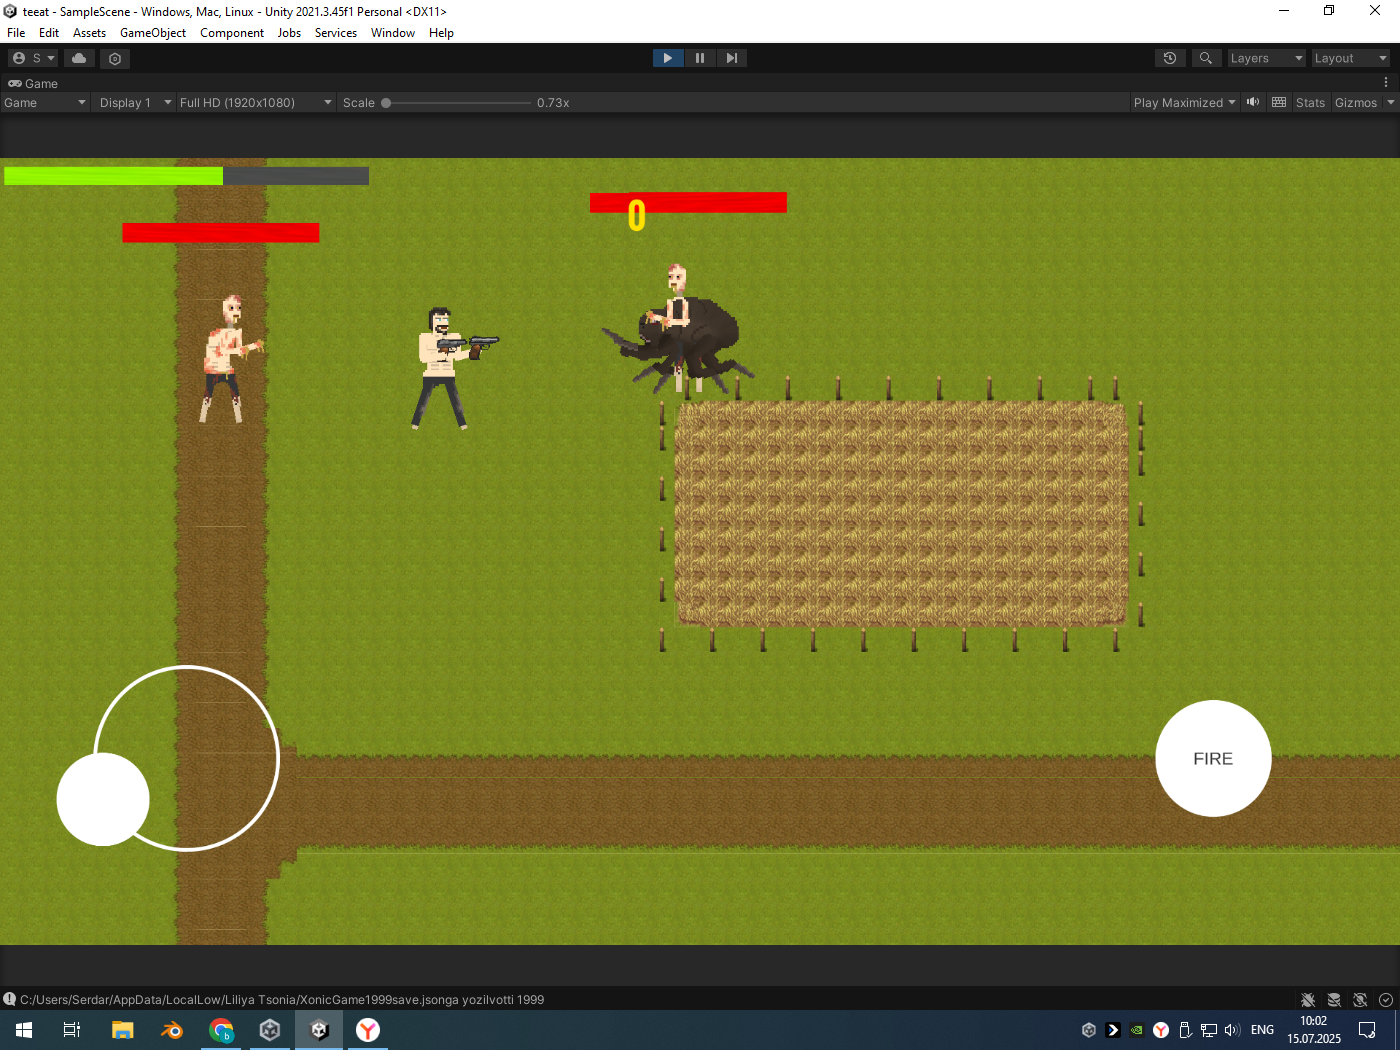 teeat - SampleScene - Windows, Mac, Linux - Unity 2021.3.45f1 Personal <DX11>
File Edit Assets GameObject Component Jobs Services Window Help
S Layers Layout
Game
Game Display 1 Full HD (1920x1080) Scale 0.73x Play Maximized Stats Gizmos
0
FIRE
C:/Users/Serdar/AppData/LocalLow/Liliya Tsonia/XonicGame1999save.jsonga yozilvotti 1999
b
ENG
10:02
15.07.2025